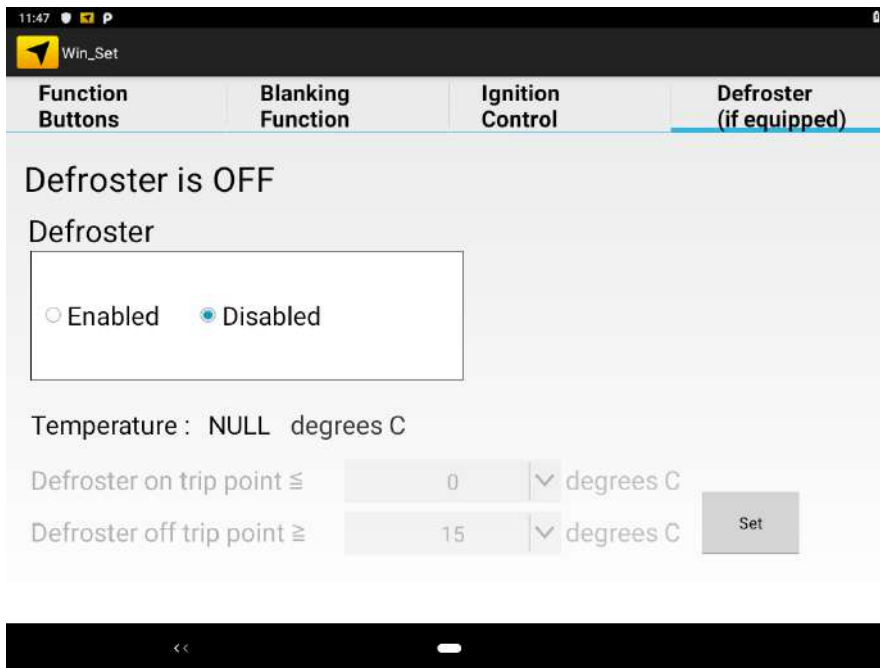 11:47 P
Win_Set
Function Buttons
Blanking Function
Ignition Control
Defroster (if equipped)
Defroster is OFF
Defroster
Enabled Disabled
Temperature : NULL degrees C
Defroster on trip point ≦ 0 degrees C
Defroster off trip point ≧ 15 degrees C
Set
<<